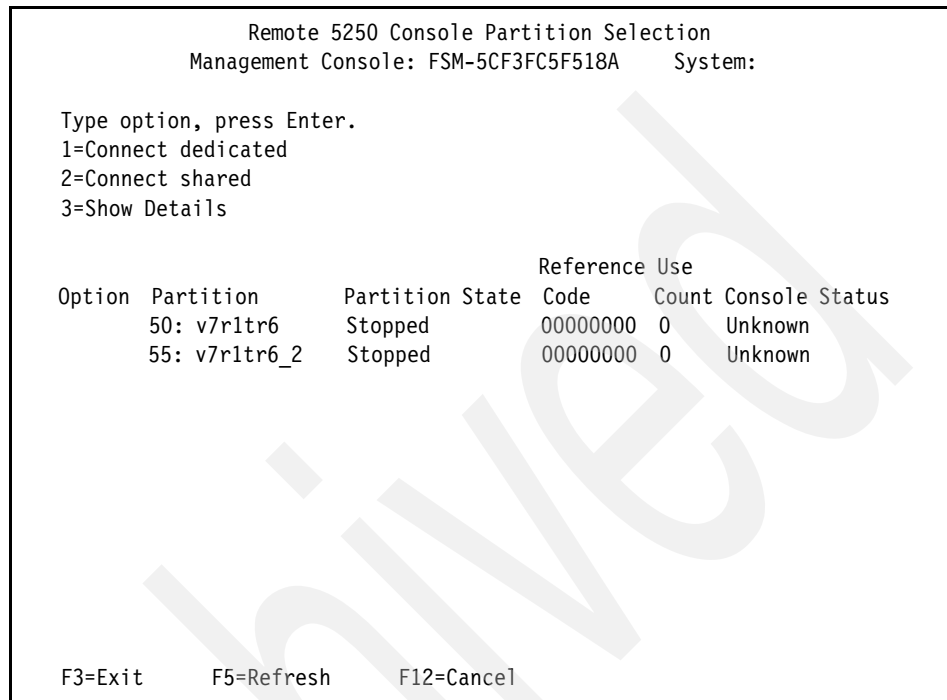 Remote 5250 Console Partition Selection
Management Console: FSM-5CF3FC5F518A System:
Type option, press Enter.
1=Connect dedicated
2=Connect shared
3=Show Details
Reference Use
Option Partition Partition State Code Count Console Status
50: v7r1tr6 Stopped 00000000 0 Unknown
55: v7r1tr6_2 Stopped 00000000 0 Unknown
F3=Exit F5=Refresh F12=Cancel